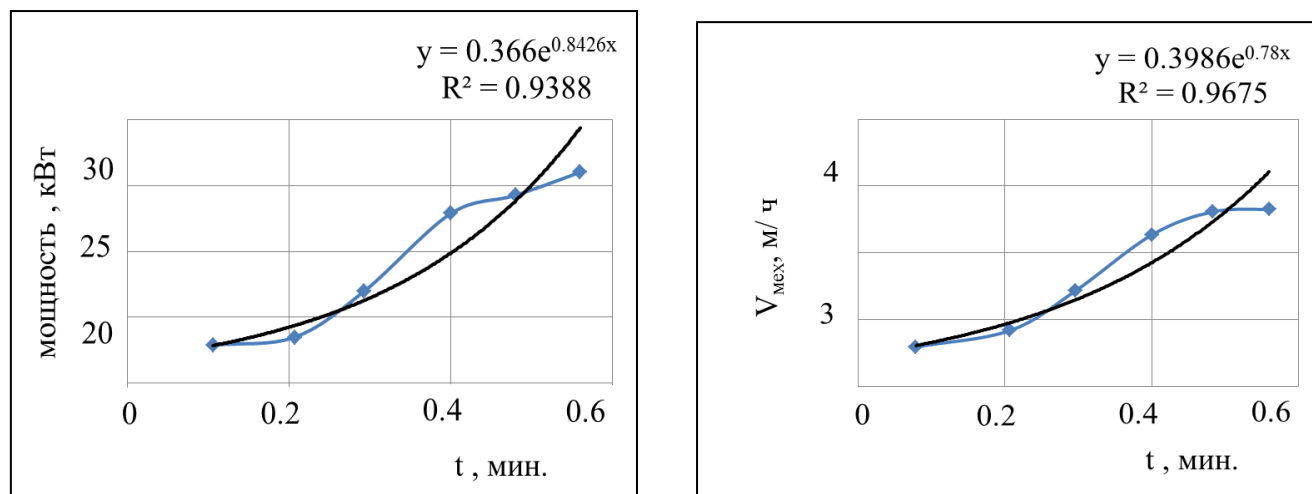 y = 0.366e^0.8426x
R² = 0.9388
мощность , кВт
30
25
20
0
0.2
0.4
0.6
t , мин.
y = 0.3986e^0.78x
R² = 0.9675
Vмех, м/ ч
4
3
0
0.2
0.4
0.6
t , мин.